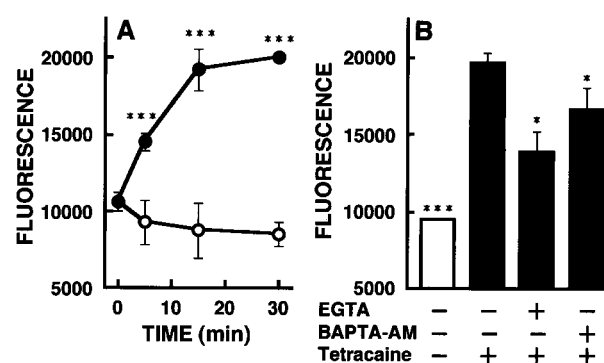 A
FLUORESCENCE
20000
15000
10000
5000
***
***
***
0 10 20 30
TIME (min)
B
FLUORESCENCE
20000
15000
10000
5000
***
*
*
EGTA − − + −
BAPTA-AM − − − +
Tetracaine − + + +